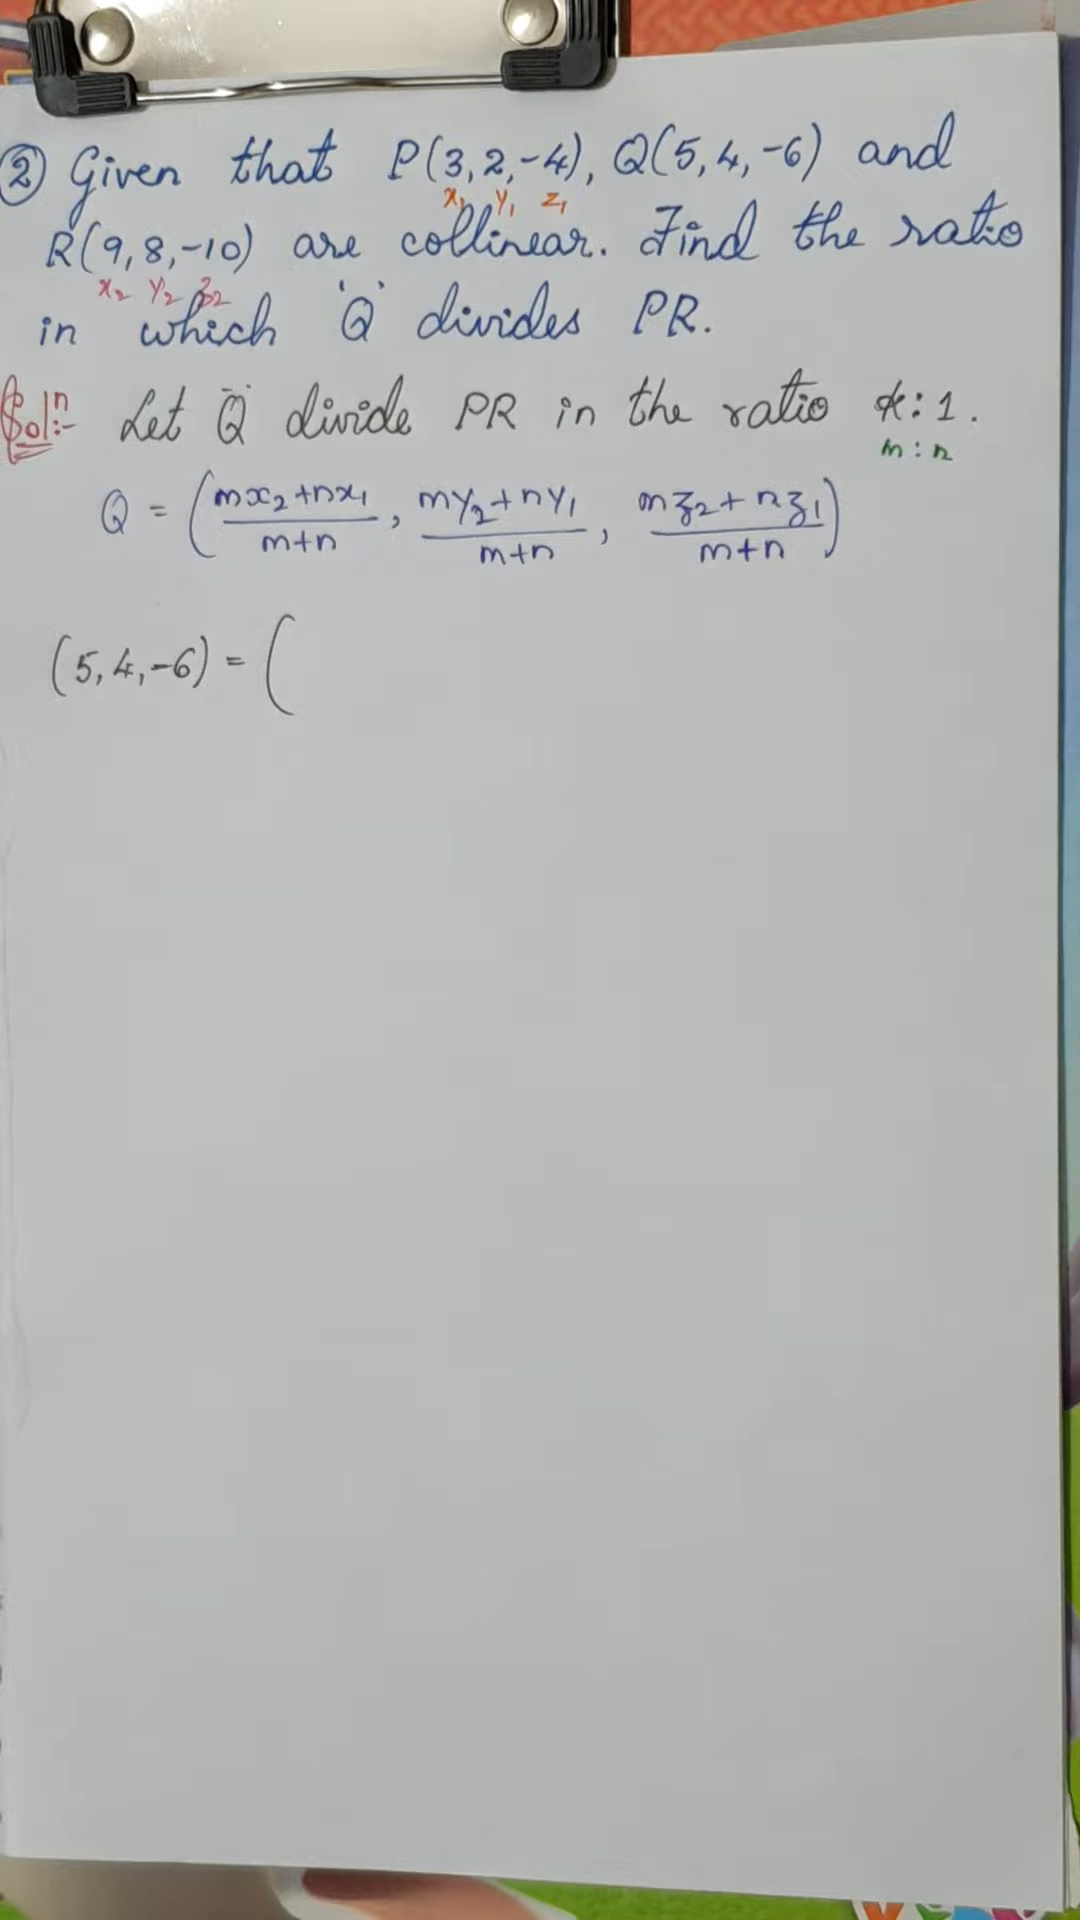 ② Given that P(3,2,-4), Q(5,4,-6) and
x₁ y₁ z₁
R(9,8,-10) are collinear. Find the ratio
x₂ y₂ z₂
in which 'Q' divides PR.
Solⁿ:- Let Q divide PR in the ratio k:1.
m:n
Q = ( (mx₂+nx₁)/(m+n), (my₂+ny₁)/(m+n), (mz₂+nz₁)/(m+n) )
(5,4,-6) = (